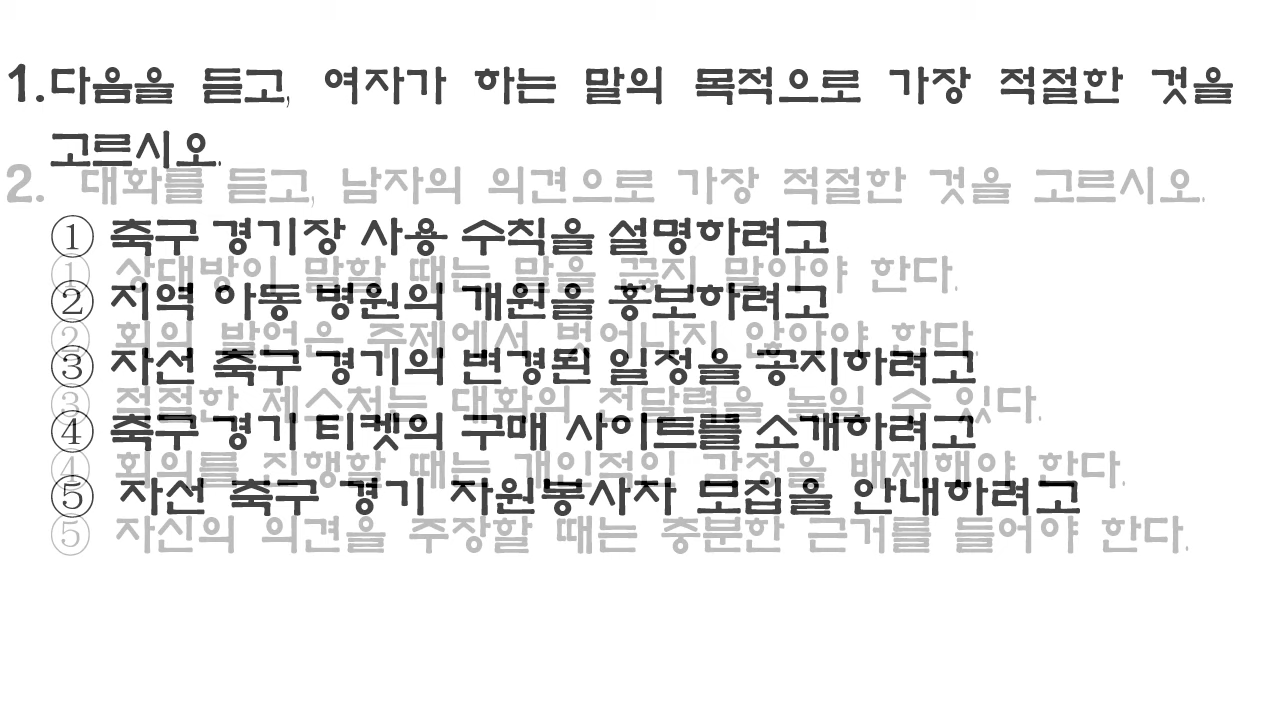 1.다음을 듣고, 여자가 하는 말의 목적으로 가장 적절한 것을
고르시오.
① 축구 경기장 사용 수칙을 설명하려고
② 지역 아동 병원의 개원을 홍보하려고
③ 자선 축구 경기의 변경된 일정을 공지하려고
④ 축구 경기 티켓의 구매 사이트를 소개하려고
⑤ 자선 축구 경기 자원봉사자 모집을 안내하려고
2. 대화를 듣고, 남자의 의견으로 가장 적절한 것을 고르시오.
① 상대방이 말할 때는 말을 끊지 말아야 한다.
② 회의 발언은 주제에서 벗어나지 않아야 한다.
③ 적절한 제스처는 대화의 전달력을 높일 수 있다.
④ 회의를 진행할 때는 개인적인 감정을 배제해야 한다.
⑤ 자신의 의견을 주장할 때는 충분한 근거를 들어야 한다.